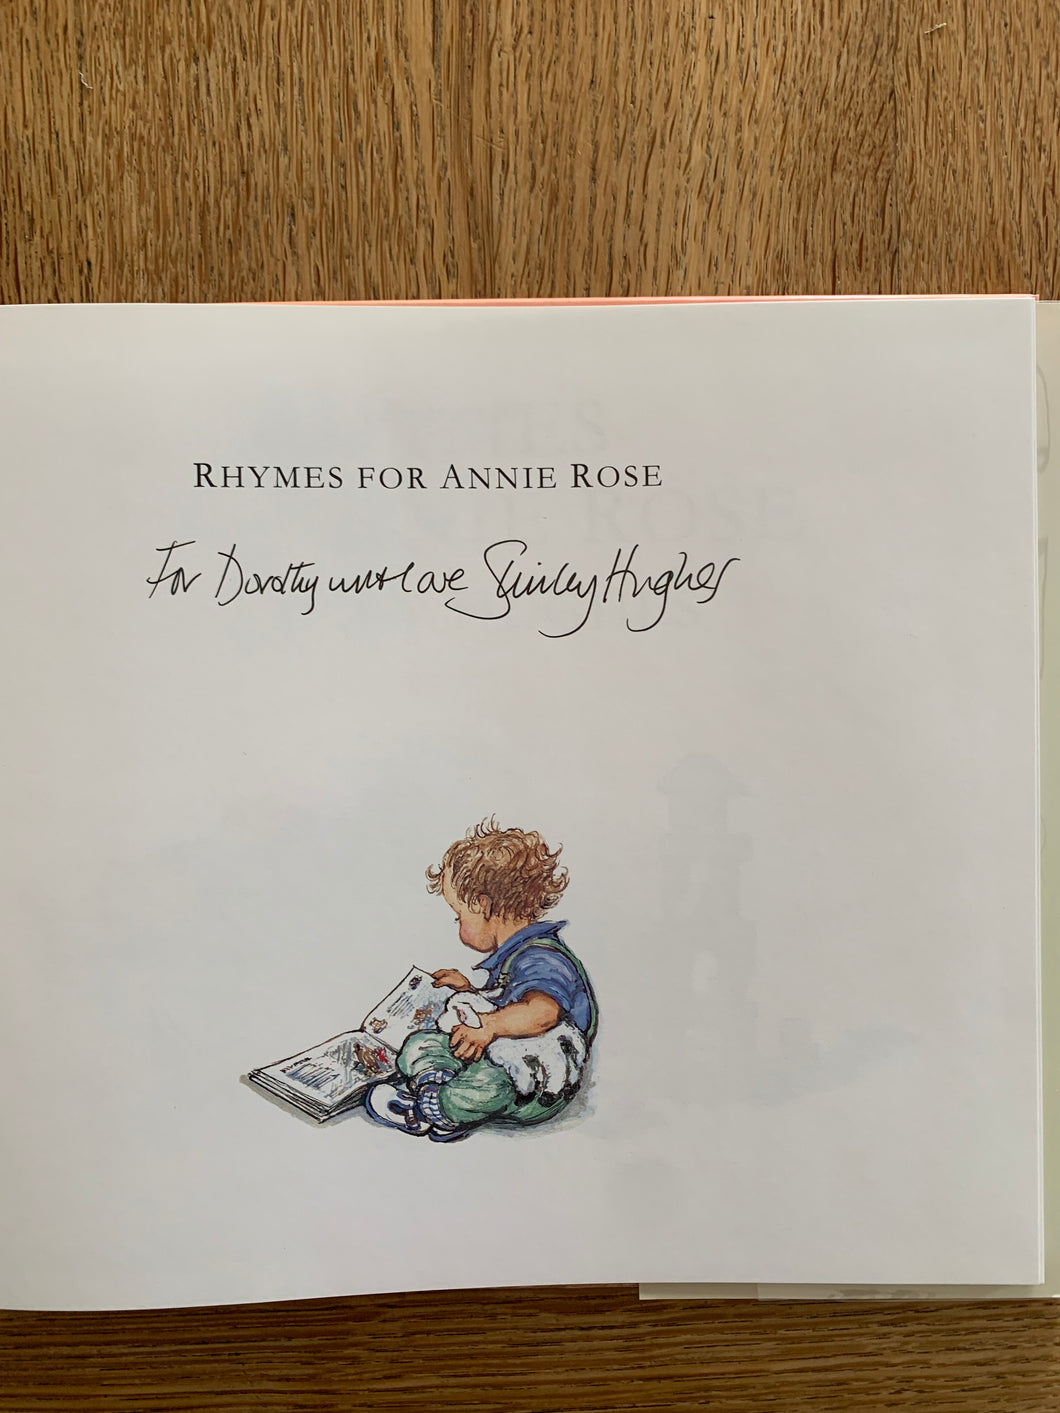 RHYMES FOR ANNIE ROSE
For Dorothy with love Shirley Hughes